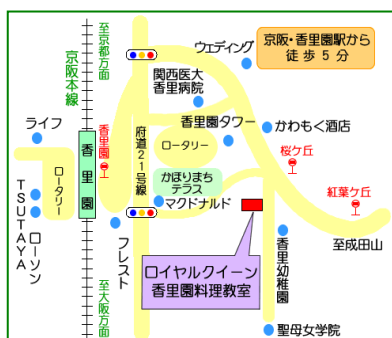 至京都方面
京阪本線
ウェディング
京阪・香里園駅から
徒歩5分
関西医大
香里病院
ライフ
香里園
香里園
府道21号線
香里園タワー
ロータリー
かわもく酒店
桜ケ丘
ロータリー
かほりまち
テラス
マクドナルド
紅葉ケ丘
TSUTAYA
ローソン
フレスト
至成田山
香里幼稚園
ロイヤルクイーン
香里園料理教室
至大阪方面
聖母女学院